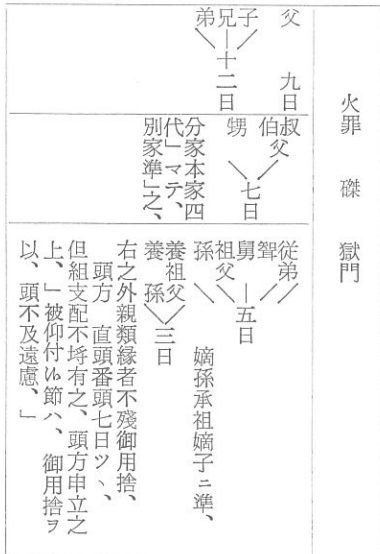 火罪　磔　獄門
父　九日
子
兄
弟
十二日
叔
伯父
甥
七日
分家本家四
代」マテ、
別家準」之、
従弟
聟
舅
祖父
孫
五日
嫡孫承祖嫡子ニ準、
養祖父
養　孫
三日
右之外親類縁者不残御用捨、
頭方　直頭番頭七日ツヽ、
但組支配不埒有之、頭方申立之
上、」被仰付候節ハ、　御用捨ヲ
以、頭不及遠慮、」